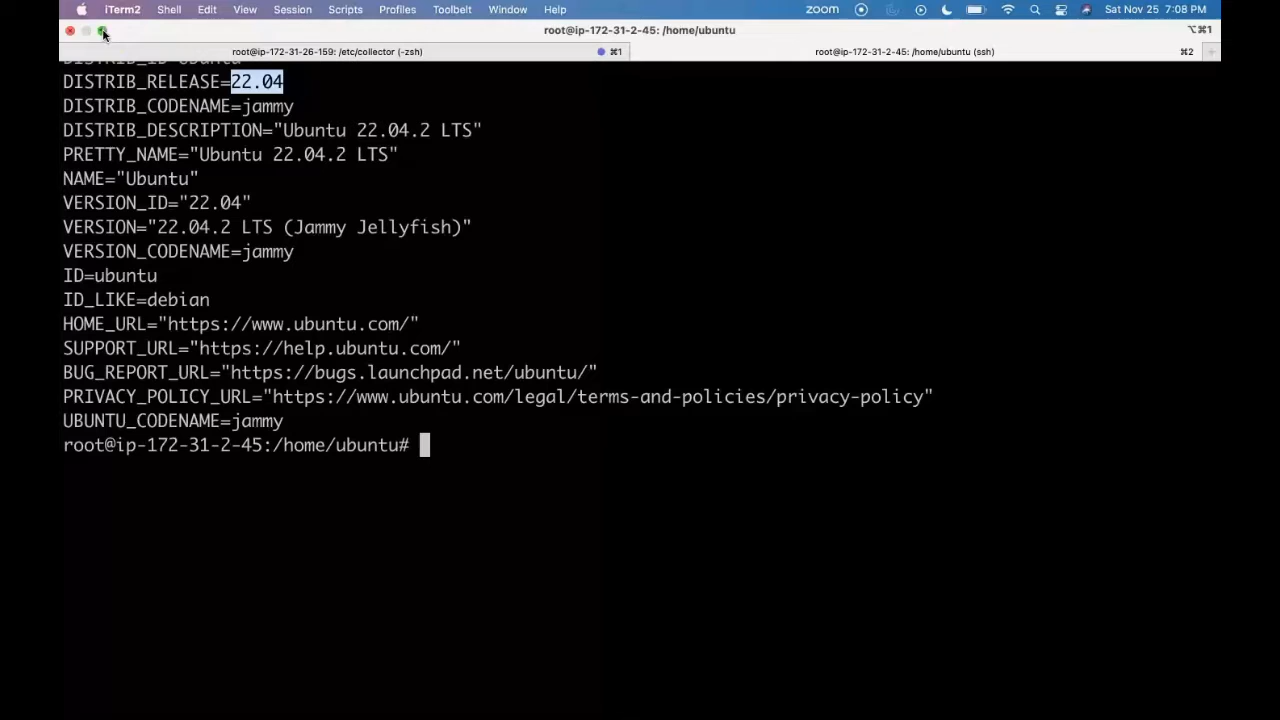 iTerm2 Shell Edit View Session Scripts Profiles Toolbelt Window Help zoom Sat Nov 25 7:08 PM
root@ip-172-31-2-45: /home/ubuntu ⌥⌘1
root@ip-172-31-26-159: /etc/collector (-zsh) ⌘1 root@ip-172-31-2-45: /home/ubuntu (ssh) ⌘2
DISTRIB_ID=Ubuntu
DISTRIB_RELEASE=22.04
DISTRIB_CODENAME=jammy
DISTRIB_DESCRIPTION="Ubuntu 22.04.2 LTS"
PRETTY_NAME="Ubuntu 22.04.2 LTS"
NAME="Ubuntu"
VERSION_ID="22.04"
VERSION="22.04.2 LTS (Jammy Jellyfish)"
VERSION_CODENAME=jammy
ID=ubuntu
ID_LIKE=debian
HOME_URL="https://www.ubuntu.com/"
SUPPORT_URL="https://help.ubuntu.com/"
BUG_REPORT_URL="https://bugs.launchpad.net/ubuntu/"
PRIVACY_POLICY_URL="https://www.ubuntu.com/legal/terms-and-policies/privacy-policy"
UBUNTU_CODENAME=jammy
root@ip-172-31-2-45:/home/ubuntu#